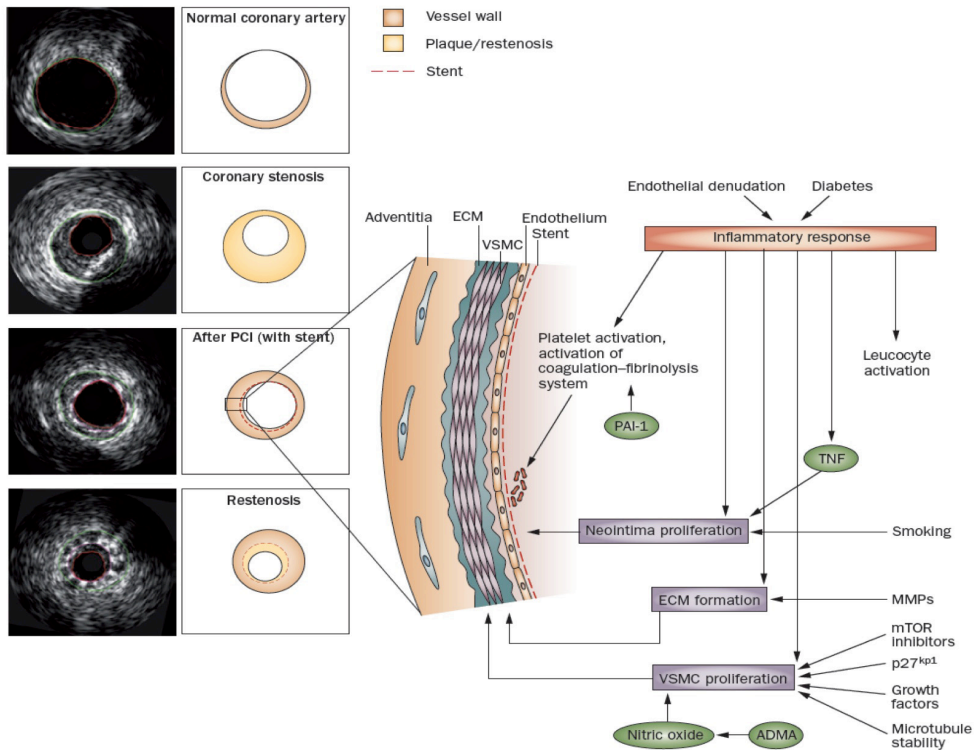 Normal coronary artery
Vessel wall
Plaque/restenosis
Stent
Coronary stenosis
After PCI (with stent)
Restenosis
Adventitia
ECM
VSMC
Endothelium
Stent
Endothelial denudation
Diabetes
Inflammatory response
Platelet activation,
activation of
coagulation–fibrinolysis
system
Leucocyte
activation
PAI-1
TNF
Neointima proliferation
Smoking
ECM formation
MMPs
mTOR
inhibitors
p27kp1
VSMC proliferation
Growth
factors
Microtubule
stability
Nitric oxide
ADMA